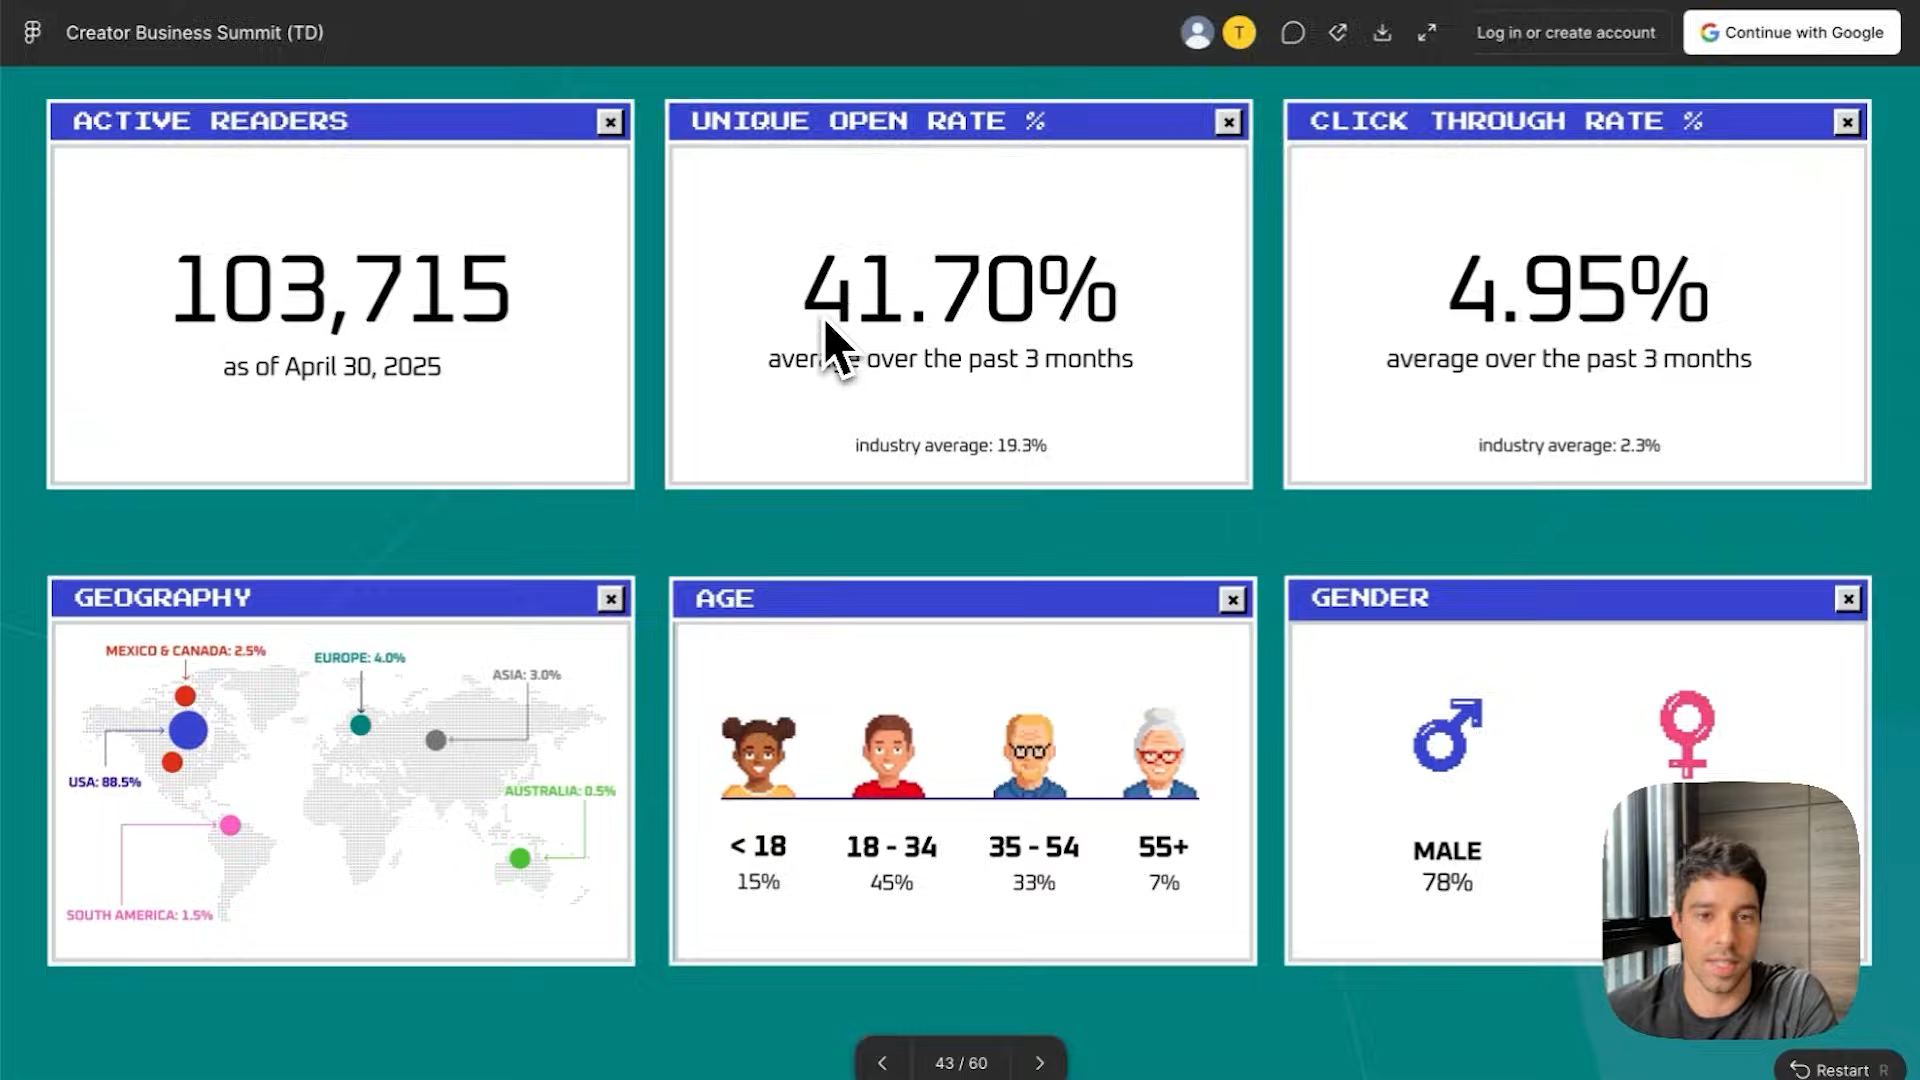 Creator Business Summit (TD)
T
Log in or create account
Continue with Google
ACTIVE READERS
103,715
as of April 30, 2025
UNIQUE OPEN RATE %
41.70%
average over the past 3 months
industry average: 19.3%
CLICK THROUGH RATE %
4.95%
average over the past 3 months
industry average: 2.3%
GEOGRAPHY
MEXICO & CANADA: 2.5%
EUROPE: 4.0%
ASIA: 3.0%
USA: 88.5%
AUSTRALIA: 0.5%
SOUTH AMERICA: 1.5%
AGE
< 18
15%
18 - 34
45%
35 - 54
33%
55+
7%
GENDER
MALE
78%
43 / 60
Restart R